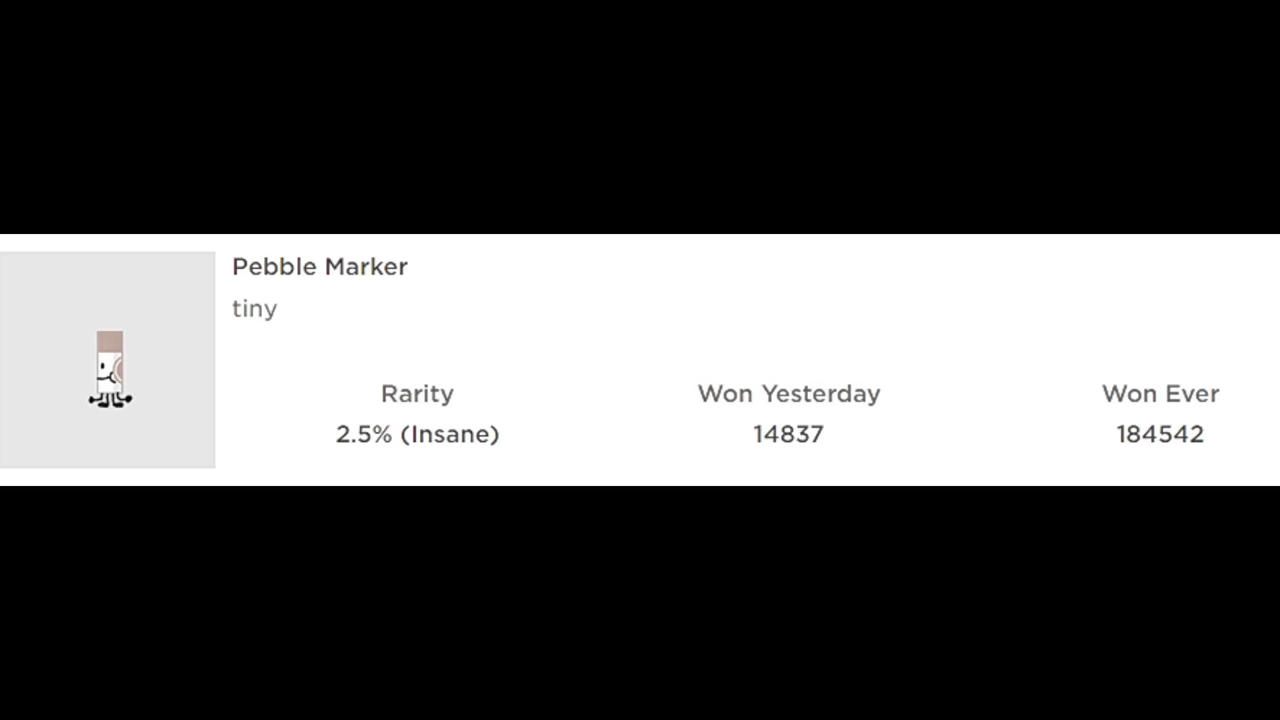 Pebble Marker
tiny
Rarity Won Yesterday Won Ever
2.5% (Insane) 14837 184542